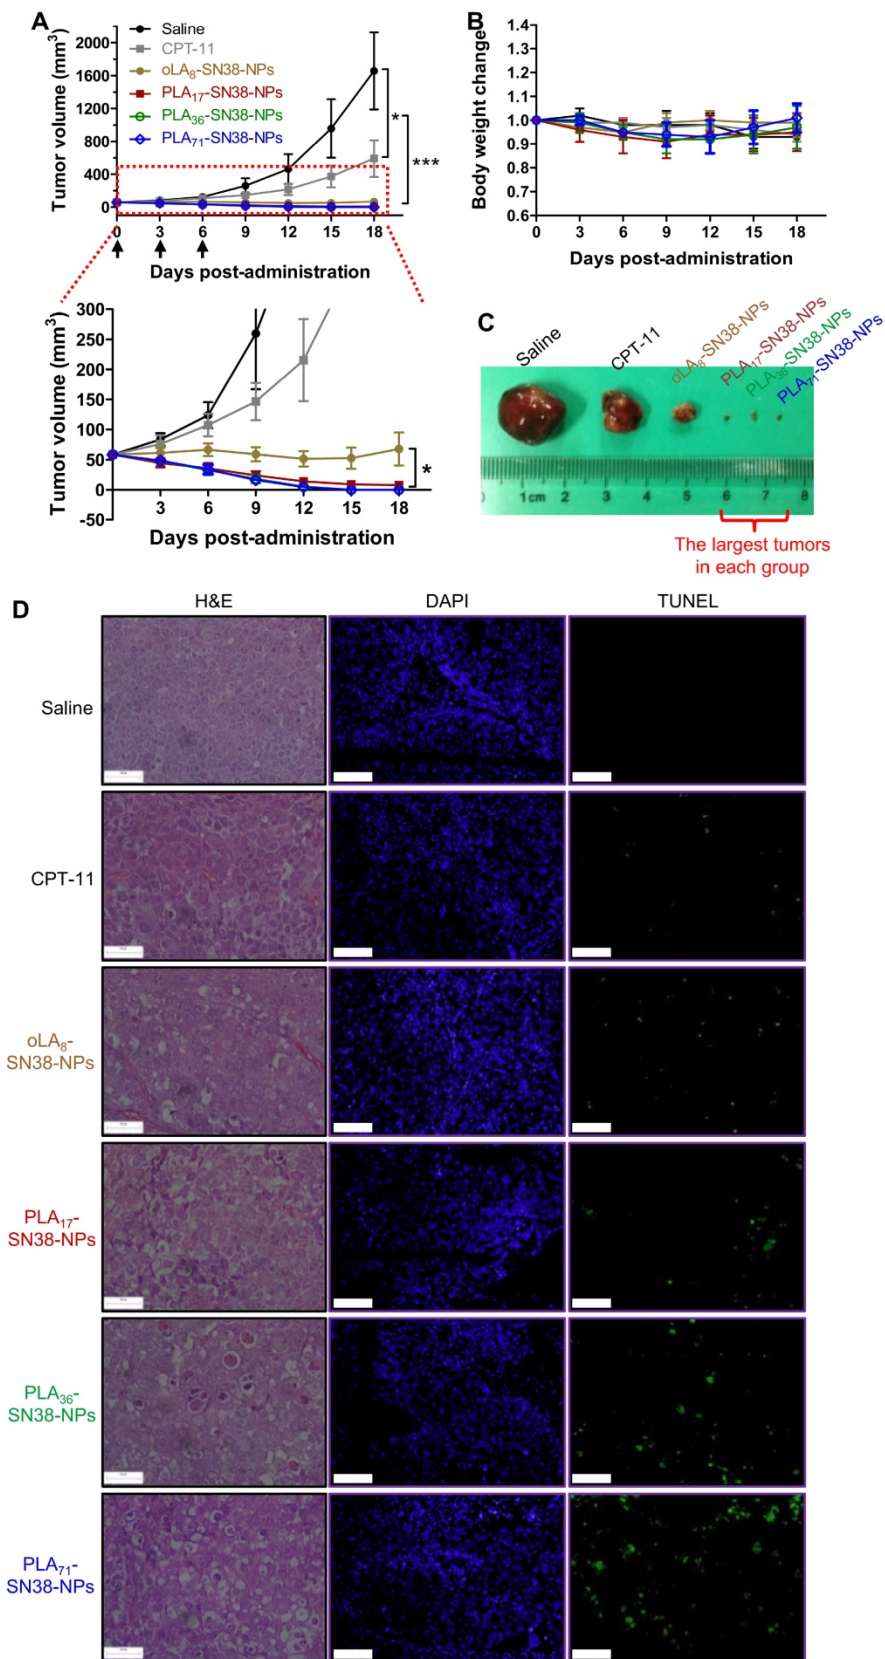 A
Tumor volume (mm³)
2000
1600
1200
800
400
0
Saline
CPT-11
oLA₈-SN38-NPs
PLA₁₇-SN38-NPs
PLA₃₆-SN38-NPs
PLA₇₁-SN38-NPs
*
***
0 3 6 9 12 15 18
Days post-administration
Tumor volume (mm³)
300
250
200
150
100
50
0
-50
*
3 6 9 12 15 18
Days post-administration
B
Body weight change
1.4
1.3
1.2
1.1
1.0
0.9
0.8
0.7
0.6
0 3 6 9 12 15 18
Days post-administration
C
Saline
CPT-11
oLA₈-SN38-NPs
PLA₁₇-SN38-NPs
PLA₃₆-SN38-NPs
PLA₇₁-SN38-NPs
0 1cm 2 3 4 5 6 7 8
The largest tumors
in each group
D
H&E DAPI TUNEL
Saline
CPT-11
oLA₈-
SN38-NPs
PLA₁₇-
SN38-NPs
PLA₃₆-
SN38-NPs
PLA₇₁-
SN38-NPs